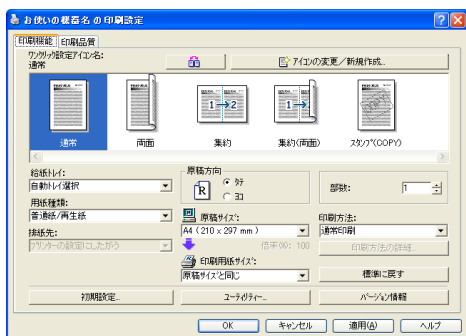 お使いの機器名 の印刷設定
印刷機能 印刷品質
ワンクリック設定アイコン名:
通常
アイコンの変更／新規作成...
1 2
1 2
通常 両面 集約 集約(両面) スタンプ(COPY)
給紙トレイ:
自動トレイ選択
用紙種類:
普通紙/再生紙
排紙先:
プリンターの設定にしたがう
原稿方向
R
タテ
ヨコ
原稿サイズ:
A4 (210 x 297 mm)
倍率(%): 100
印刷用紙サイズ:
原稿サイズと同じ
部数: 1
印刷方法:
通常印刷
印刷方法の詳細...
標準に戻す
初期設定... ユーティリティー... バージョン情報
OK キャンセル 適用(A) ヘルプ